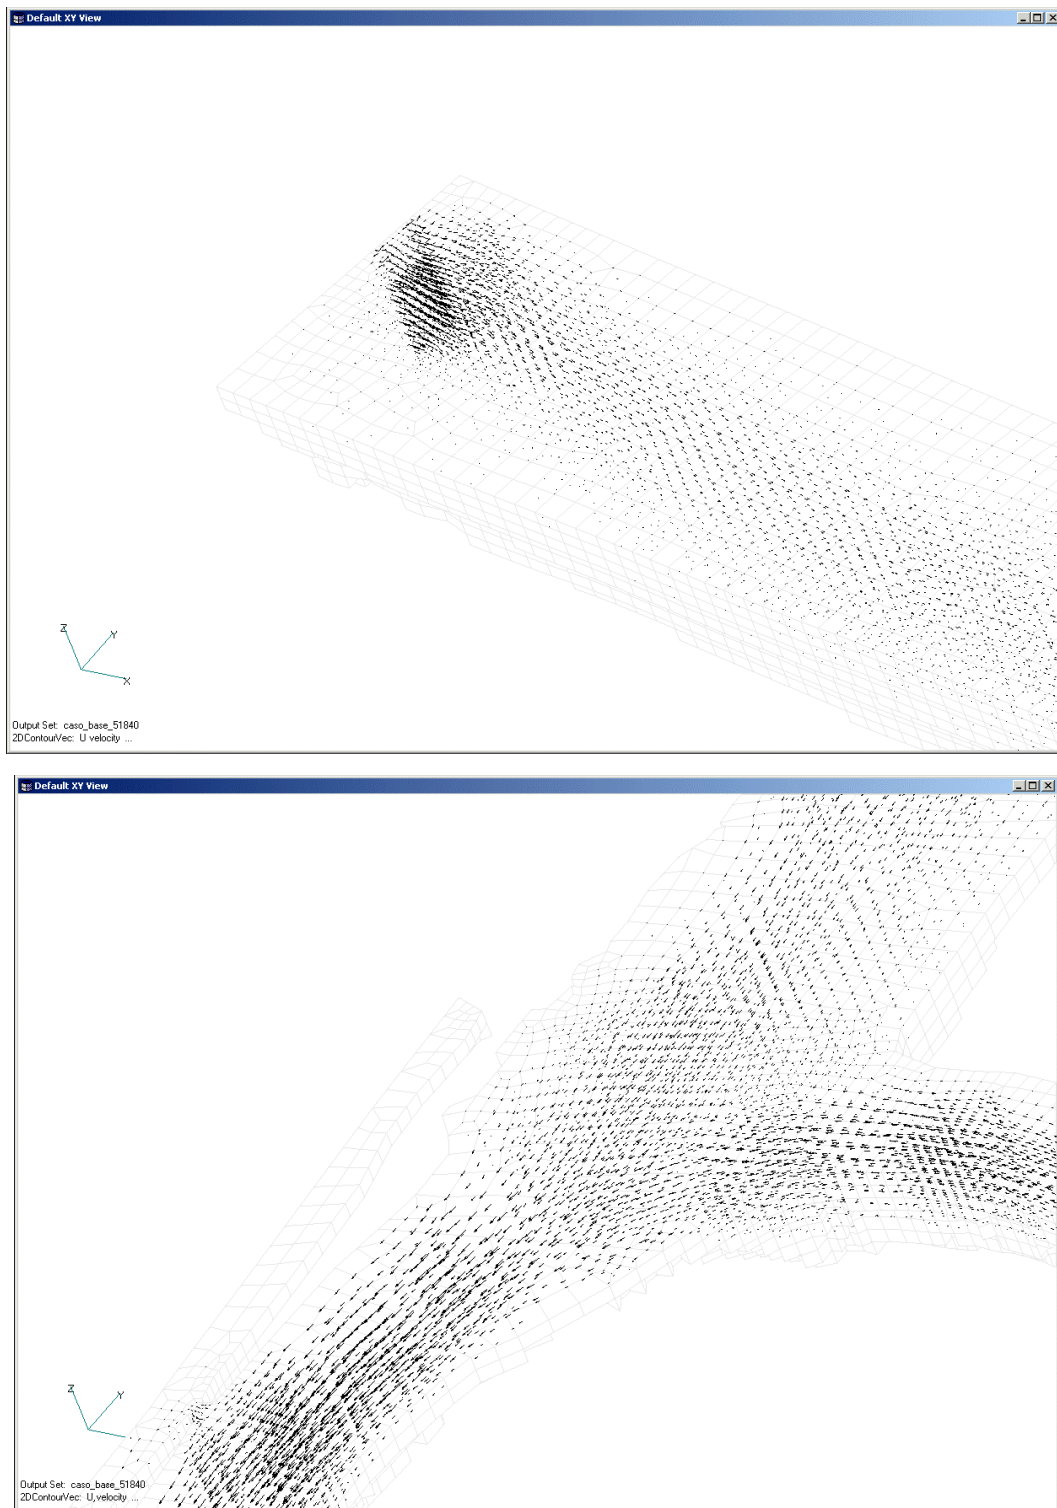 Default XY View
Z
Y
X
Output Set: caso_base_51840
2DContourVec: U velocity ...
Default XY View
Z
Y
Output Set: caso_base_51840
2DContourVec: U,velocity ...